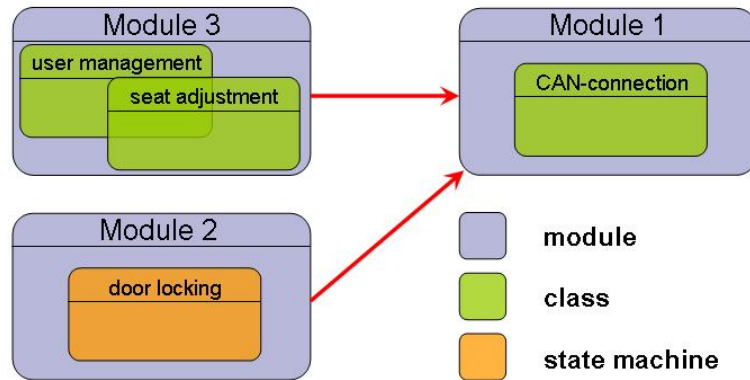 Module 3
user management
seat adjustment
Module 1
CAN-connection
Module 2
door locking
module
class
state machine